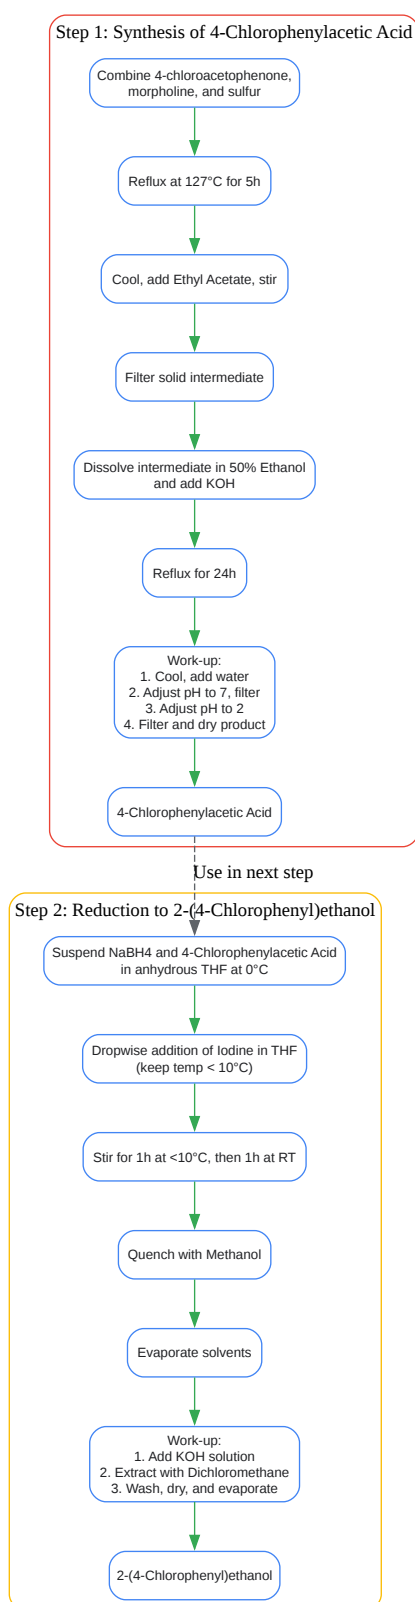 Step 1: Synthesis of 4-Chlorophenylacetic Acid
Combine 4-chloroacetophenone,
morpholine, and sulfur
Reflux at 127°C for 5h
Cool, add Ethyl Acetate, stir
Filter solid intermediate
Dissolve intermediate in 50% Ethanol
and add KOH
Reflux for 24h
Work-up:
1. Cool, add water
2. Adjust pH to 7, filter
3. Adjust pH to 2
4. Filter and dry product
4-Chlorophenylacetic Acid
Use in next step
Step 2: Reduction to 2-(4-Chlorophenyl)ethanol
Suspend NaBH4 and 4-Chlorophenylacetic Acid
in anhydrous THF at 0°C
Dropwise addition of Iodine in THF
(keep temp < 10°C)
Stir for 1h at <10°C, then 1h at RT
Quench with Methanol
Evaporate solvents
Work-up:
1. Add KOH solution
2. Extract with Dichloromethane
3. Wash, dry, and evaporate
2-(4-Chlorophenyl)ethanol